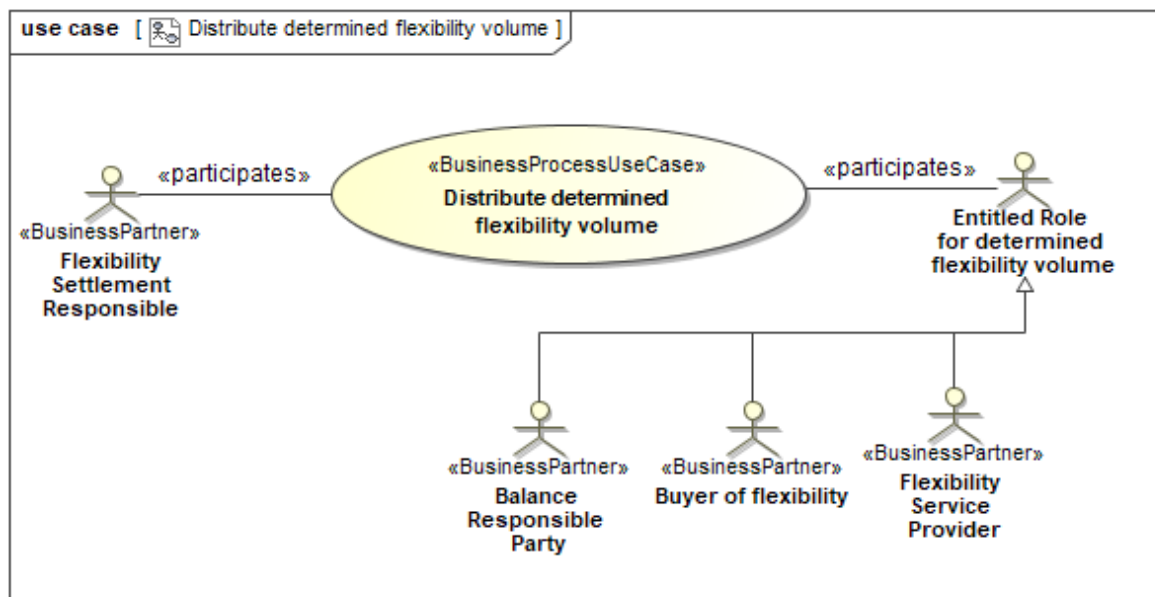 use case [ Distribute determined flexibility volume ]
«participates»
«BusinessProcessUseCase»
Distribute determined
flexibility volume
«participates»
«BusinessPartner»
Flexibility
Settlement
Responsible
Entitled Role
for determined
flexibility volume
«BusinessPartner»
Balance
Responsible
Party
«BusinessPartner»
Buyer of flexibility
«BusinessPartner»
Flexibility
Service
Provider